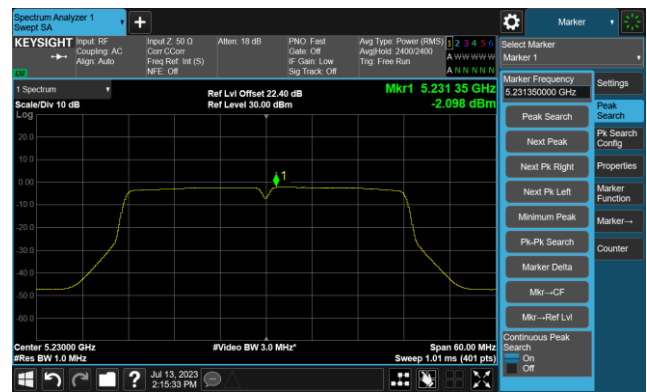 Spectrum Analyzer 1
Swept SA
+
Marker
KEYSIGHT
Input: RF
Coupling: AC
Align: Auto
Input Z: 50 Ω
Corr CCorr
Freq Ref: Int (S)
NFE: Off
Atten: 18 dB
PNO: Fast
Gate: Off
IF Gain: Low
Sig Track: Off
Avg Type: Power (RMS)
Avg|Hold: 2400/2400
Trig: Free Run
1 2 3 4 5 6
A W W W W W
A N N N N N
Select Marker
Marker 1
1 Spectrum
Scale/Div 10 dB
Log
Ref Lvl Offset 22.40 dB
Ref Level 30.00 dBm
Mkr1 5.231 35 GHz
-2.098 dBm
20.0
10.0
0.00
-10.0
-20.0
-30.0
-40.0
-50.0
-60.0
1
Center 5.23000 GHz
#Res BW 1.0 MHz
#Video BW 3.0 MHz*
Span 60.00 MHz
Sweep 1.01 ms (401 pts)
Marker Frequency
5.231350000 GHz
Peak Search
Next Peak
Next Pk Right
Next Pk Left
Minimum Peak
Pk-Pk Search
Marker Delta
Mkr→CF
Mkr→Ref Lvl
Continuous Peak
Search
On
Off
Settings
Peak
Search
Pk Search
Config
Properties
Marker
Function
Marker→
Counter
?
Jul 13, 2023
2:15:33 PM